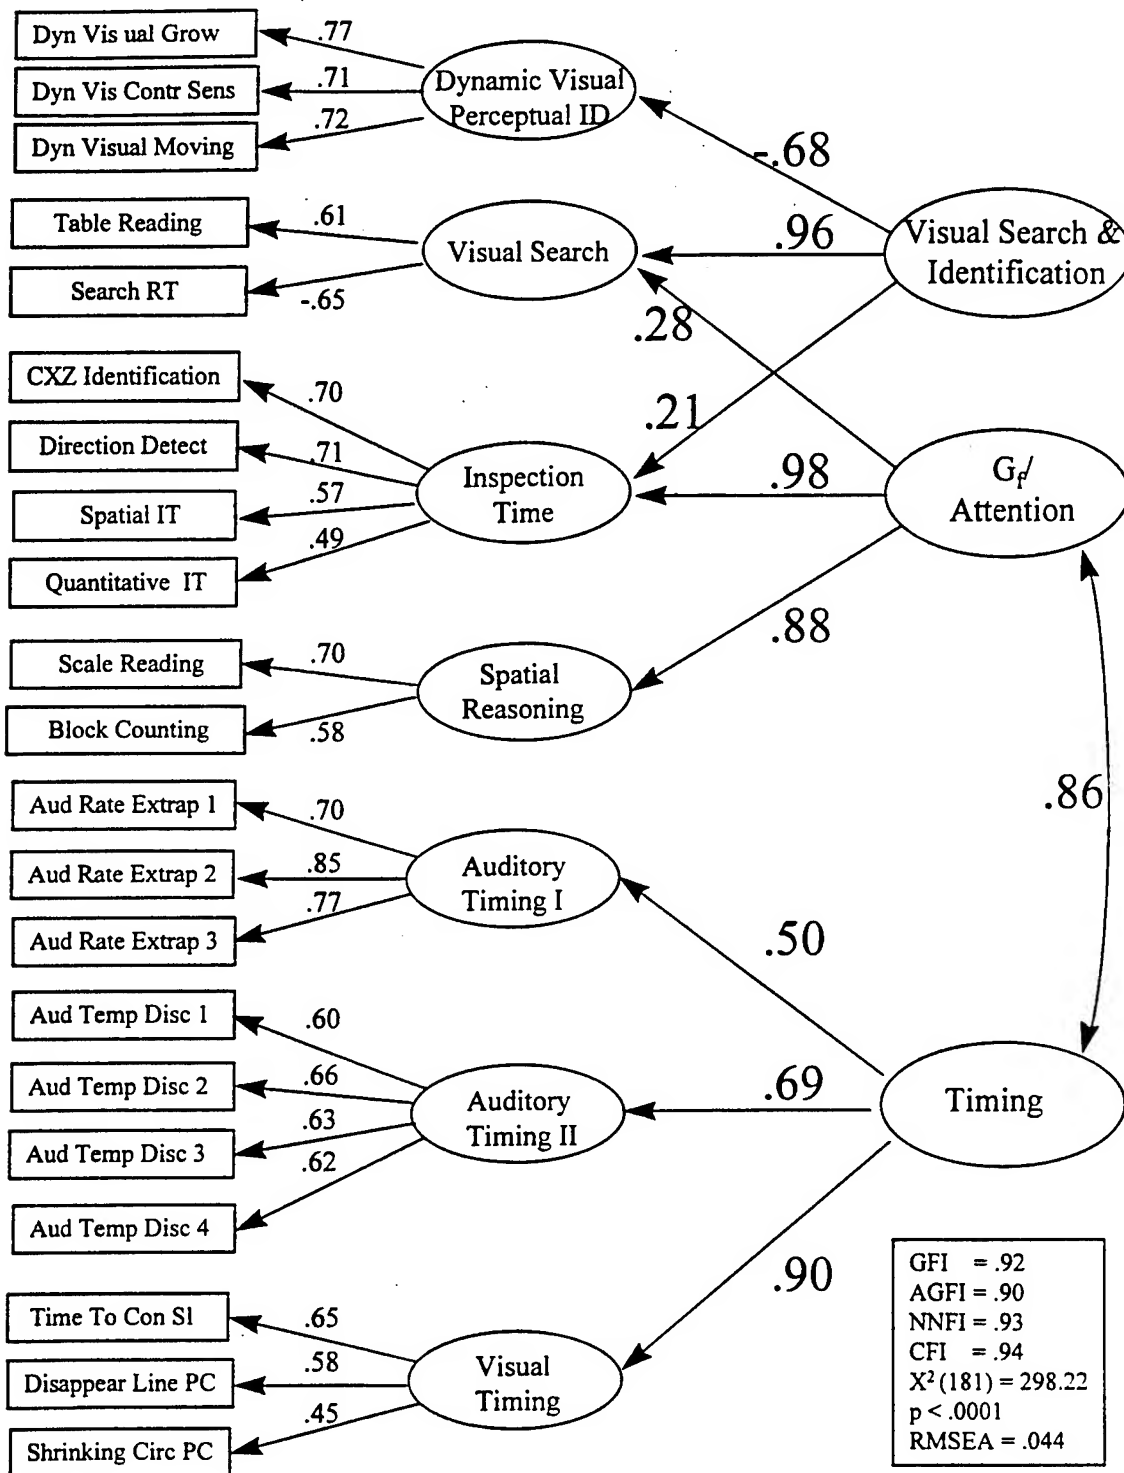 Dyn Vis ual Grow
.77
Dyn Vis Contr Sens
.71
Dyn Visual Moving
.72
Dynamic Visual
Perceptual ID
-.68
Table Reading
.61
Search RT
-.65
Visual Search
.96
.28
Visual Search &
Identification
CXZ Identification
.70
Direction Detect
.71
Spatial IT
.57
Quantitative IT
.49
Inspection
Time
.21
.98
Gf/
Attention
Scale Reading
.70
Block Counting
.58
Spatial
Reasoning
.88
.86
Aud Rate Extrap 1
.70
Aud Rate Extrap 2
.85
Aud Rate Extrap 3
.77
Auditory
Timing I
.50
Aud Temp Disc 1
.60
Aud Temp Disc 2
.66
Aud Temp Disc 3
.63
Aud Temp Disc 4
.62
Auditory
Timing II
.69
Timing
Time To Con Sl
.65
Disappear Line PC
.58
Shrinking Circ PC
.45
Visual
Timing
.90
GFI = .92
AGFI = .90
NNFI = .93
CFI = .94
X² (181) = 298.22
p < .0001
RMSEA = .044